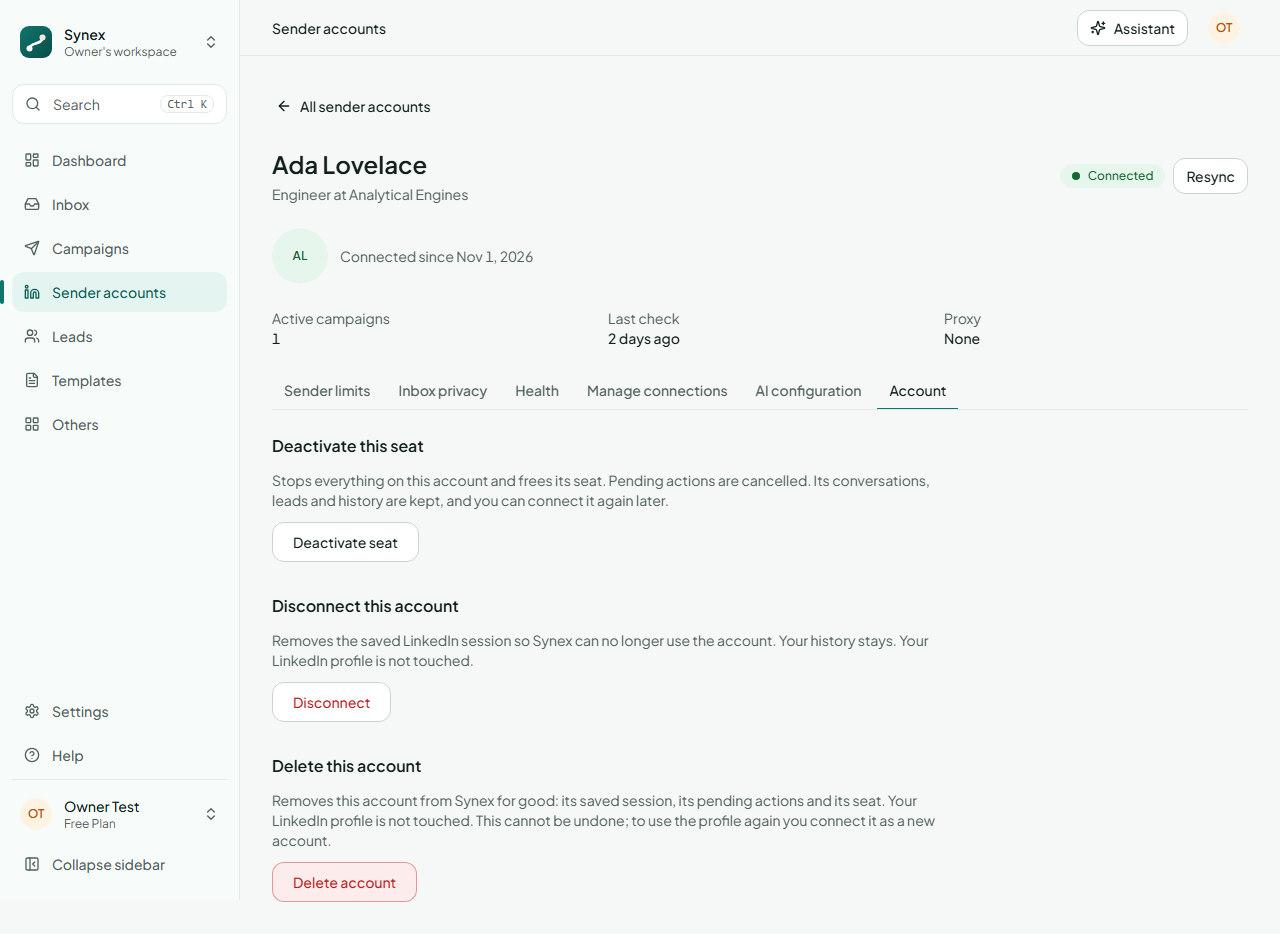 Synex
Owner's workspace
Search
Ctrl K
Dashboard
Inbox
Campaigns
Sender accounts
Leads
Templates
Others
Settings
Help
OT
Owner Test
Free Plan
Collapse sidebar
Sender accounts
Assistant
OT
All sender accounts
Ada Lovelace
Engineer at Analytical Engines
Connected
Resync
AL
Connected since Nov 1, 2026
Active campaigns
1
Last check
2 days ago
Proxy
None
Sender limits
Inbox privacy
Health
Manage connections
AI configuration
Account
Deactivate this seat
Stops everything on this account and frees its seat. Pending actions are cancelled. Its conversations,
leads and history are kept, and you can connect it again later.
Deactivate seat
Disconnect this account
Removes the saved LinkedIn session so Synex can no longer use the account. Your history stays. Your
LinkedIn profile is not touched.
Disconnect
Delete this account
Removes this account from Synex for good: its saved session, its pending actions and its seat. Your
LinkedIn profile is not touched. This cannot be undone; to use the profile again you connect it as a new
account.
Delete account